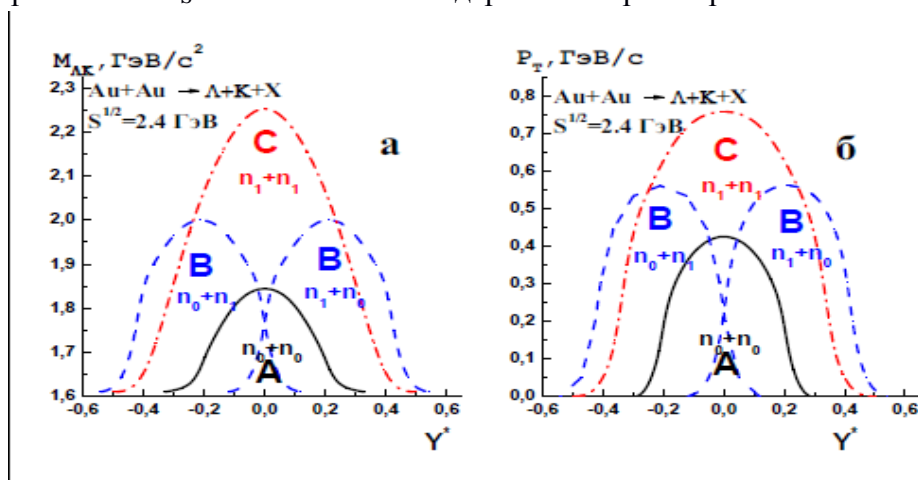 M_ΛK, ГэВ/c²
Au+Au → Λ+K+X
S^1/2=2.4 ГэВ
а
C
n₁+n₁
B
n₀+n₁
B
n₁+n₀
n₀+n₀
A
2,3
2,2
2,1
2,0
1,9
1,8
1,7
1,6
-0,6 -0,4 -0,2 0,0 0,2 0,4 0,6
Y*
P_T, ГэВ/c
Au+Au → Λ+K+X
S^1/2=2.4 ГэВ
б
C
n₁+n₁
B
n₀+n₁
B
n₁+n₀
n₀+n₀
A
0,8
0,7
0,6
0,5
0,4
0,3
0,2
0,1
0,0
-0,6 -0,4 -0,2 0,0 0,2 0,4 0,6
Y*